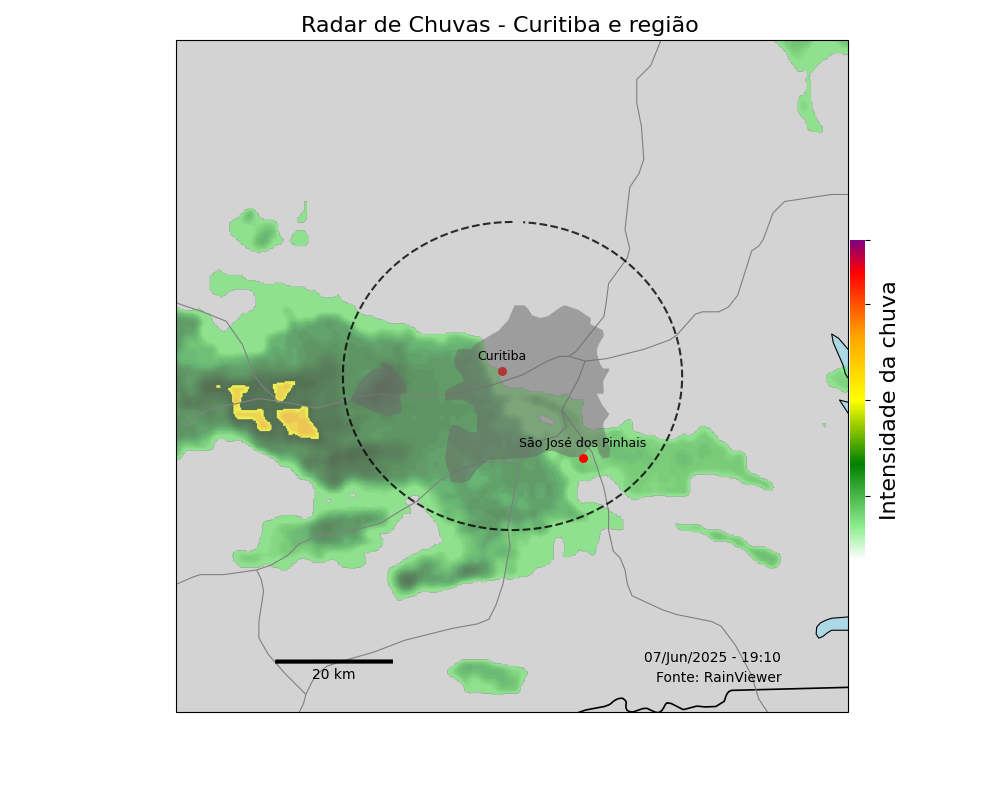 Radar de Chuvas - Curitiba e região
Curitiba
São José dos Pinhais
Intensidade da chuva
20 km
07/Jun/2025 - 19:10
Fonte: RainViewer